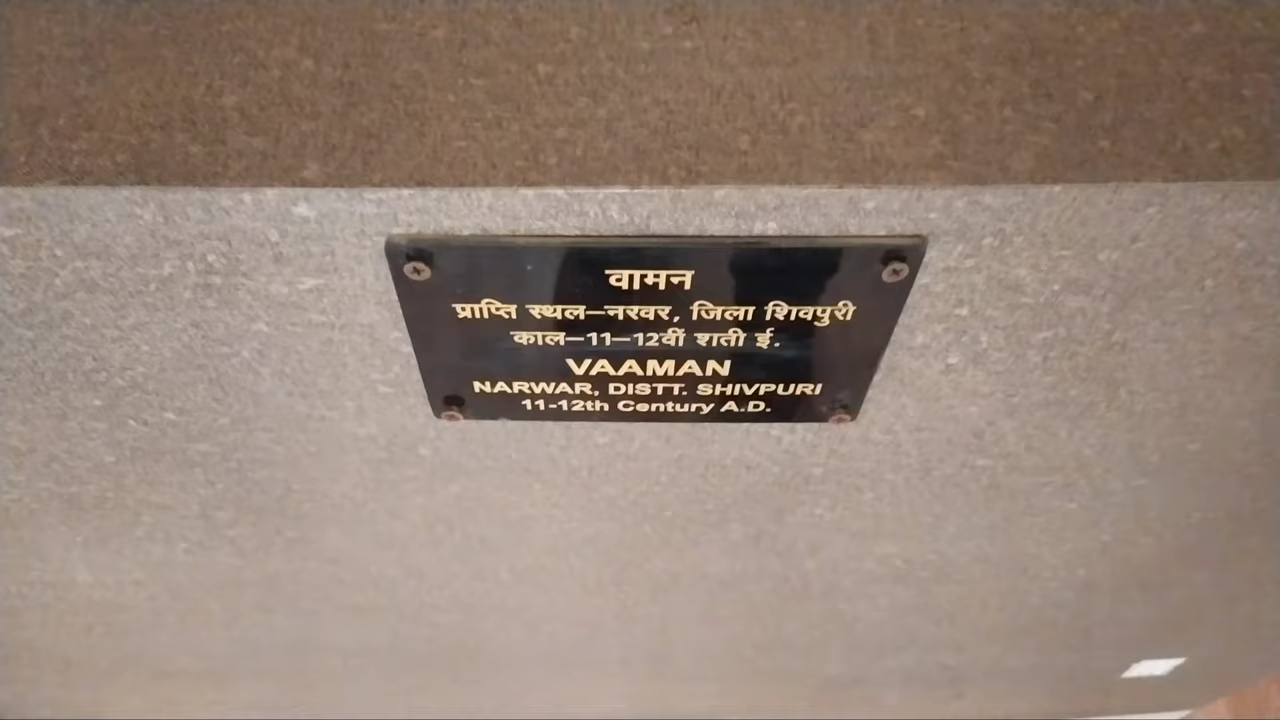 वामन
प्राप्ति स्थल–नरवर, जिला शिवपुरी
काल–11–12वीं शती ई.
VAAMAN
NARWAR, DISTT. SHIVPURI
11-12th Century A.D.